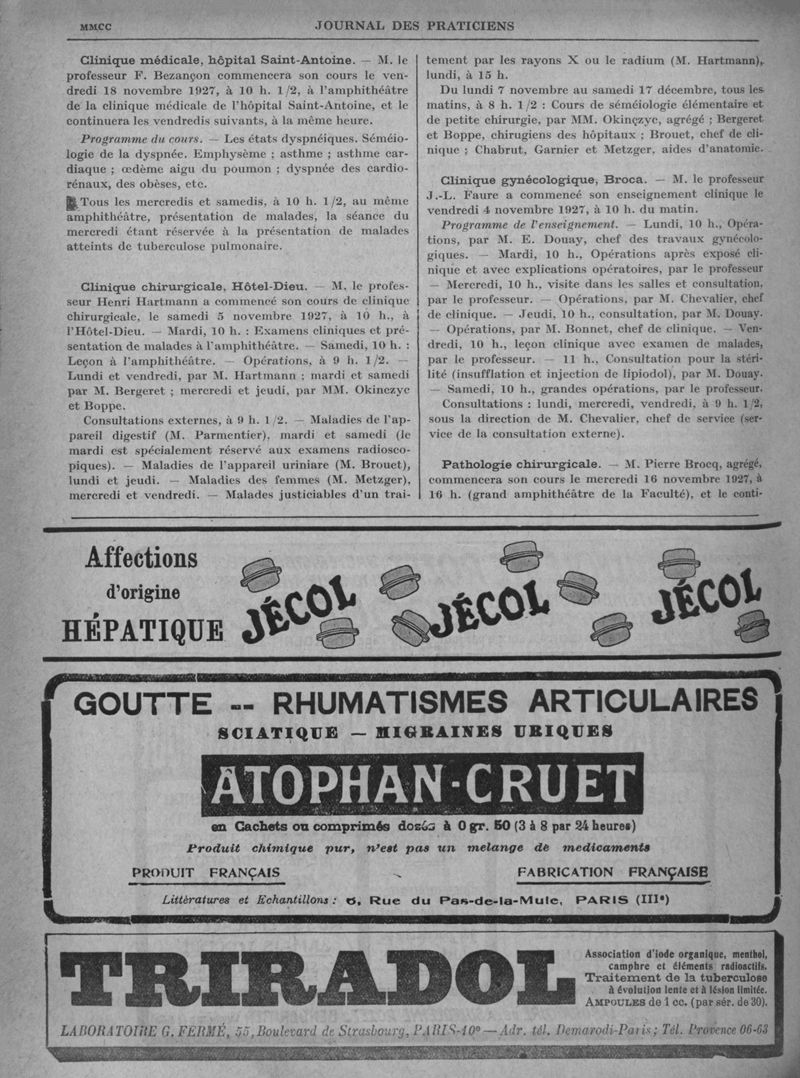 MMCC
JOURNAL DES PRATICIENS
Clinique médicale, hôpital Saint-Antoine. — M. le
professeur F. Bezançon commencera son cours le ven-
dredi 18 novembre 1927, à 10 h. 1/2, à l'amphithéâtre
de la clinique médicale de l'hôpital Saint-Antoine, et le
continuera les vendredis suivants, à la même heure.
Programme du cours. — Les états dyspnéiques. Séméio-
logie de la dyspnée. Emphysème ; asthme ; asthme car-
diaque ; œdème aigu du poumon ; dyspnée des cardio-
rénaux, des obèses, etc.
Tous les mercredis et samedis, à 10 h. 1/2, au même
amphithéâtre, présentation de malades, la séance du
mercredi étant réservée à la présentation de malades
atteints de tuberculose pulmonaire.
Clinique chirurgicale, Hôtel-Dieu. — M. le profes-
seur Henri Hartmann a commencé son cours de clinique
chirurgicale, le samedi 5 novembre 1927, à 10 h., à
l'Hôtel-Dieu. — Mardi, 10 h. : Examens cliniques et pré-
sentation de malades à l'amphithéâtre. — Samedi, 10 h. :
Leçon à l'amphithéâtre. — Opérations, à 9 h. 1/2. —
Lundi et vendredi, par M. Hartmann ; mardi et samedi
par M. Bergeret ; mercredi et jeudi, par MM. Okinczyc
et Boppe.
Consultations externes, à 9 h. 1/2. — Maladies de l'ap-
pareil digestif (M. Parmentier), mardi et samedi (le
mardi est spécialement réservé aux examens radiosco-
piques). — Maladies de l'appareil uriniare (M. Brouet),
lundi et jeudi. — Maladies des femmes (M. Metzger),
mercredi et vendredi. — Malades justiciables d'un trai-
tement par les rayons X ou le radium (M. Hartmann),
lundi, à 15 h.
Du lundi 7 novembre au samedi 17 décembre, tous les
matins, à 8 h. 1/2 : Cours de séméiologie élémentaire et
de petite chirurgie, par MM. Okinçzyc, agrégé ; Bergeret
et Boppe, chirugiens des hôpitaux ; Brouet, chef de cli-
nique ; Chabrut, Garnier et Metzger, aides d'anatomie.
Clinique gynécologique, Broca. — M. le professeur
J.-L. Faure a commencé son enseignement clinique le
vendredi 4 novembre 1927, à 10 h. du matin.
Programme de l'enseignement. — Lundi, 10 h., Opéra-
tions, par M. E. Douay, chef des travaux gynécolo-
giques. — Mardi, 10 h., Opérations après exposé cli-
nique et avec explications opératoires, par le professeur
— Mercredi, 10 h., visite dans les salles et consultation,
par le professeur. — Opérations, par M. Chevalier, chef
de clinique. — Jeudi, 10 h., consultation, par M. Douay.
— Opérations, par M. Bonnet, chef de clinique. — Ven-
dredi, 10 h., leçon clinique avec examen de malades,
par le professeur. — 11 h., Consultation pour la stéri-
lité (insufflation et injection de lipiodol), par M. Douay.
— Samedi, 10 h., grandes opérations, par le professeur.
Consultations : lundi, mercredi, vendredi, à 9 h. 1/2,
sous la direction de M. Chevalier, chef de service (ser-
vice de la consultation externe).
Pathologie chirurgicale. — M. Pierre Brocq, agrégé,
commencera son cours le mercredi 16 novembre 1927, à
16 h. (grand amphithéâtre de la Faculté), et le conti-
Affections
d'origine
HÉPATIQUE
JÉCOL
JÉCOL
JÉCOL
GOUTTE -- RHUMATISMES ARTICULAIRES
SCIATIQUE — MIGRAINES URIQUES
ATOPHAN-CRUET
en Cachets ou comprimés dosés à 0 gr. 50 (3 à 8 par 24 heures)
Produit chimique pur, n'est pas un melange de medicaments
PRODUIT FRANÇAIS
FABRICATION FRANÇAISE
Littèratures et Echantillons : 6, Rue du Pas-de-la-Mule, PARIS (IIIe)
TRIRADOL
Association d'iode organique, menthol,
camphre et éléments radioactifs.
Traitement de la tuberculose
à évolution lente et à lésion limitée.
AMPOULES de 1 cc. (par sér. de 30).
LABORATOIRE G. FERMÉ, 55, Boulevard de Strasbourg, PARIS-10e — Adr. tél. Demarodi-Paris ; Tél. Provence 06-63